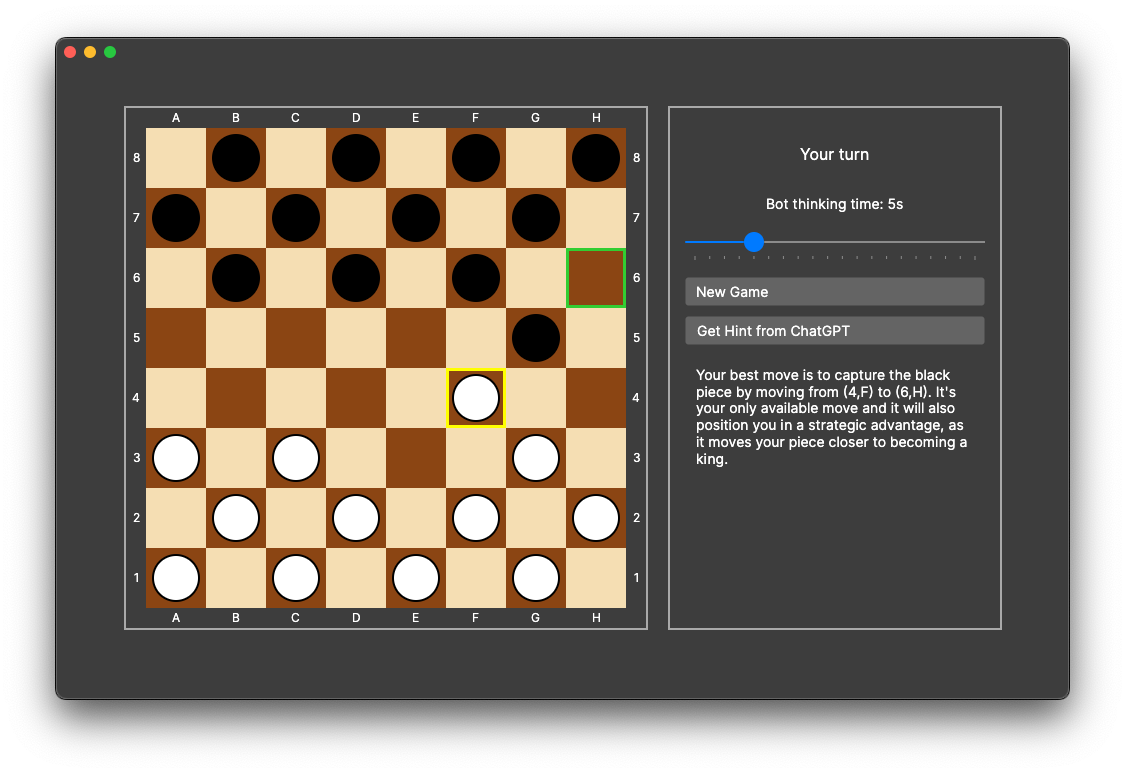 A B C D E F G H
8 8
7 7
6 6
5 5
4 4
3 3
2 2
1 1
A B C D E F G H
Your turn
Bot thinking time: 5s
New Game
Get Hint from ChatGPT
Your best move is to capture the black
piece by moving from (4,F) to (6,H). It's
your only available move and it will also
position you in a strategic advantage, as
it moves your piece closer to becoming a
king.